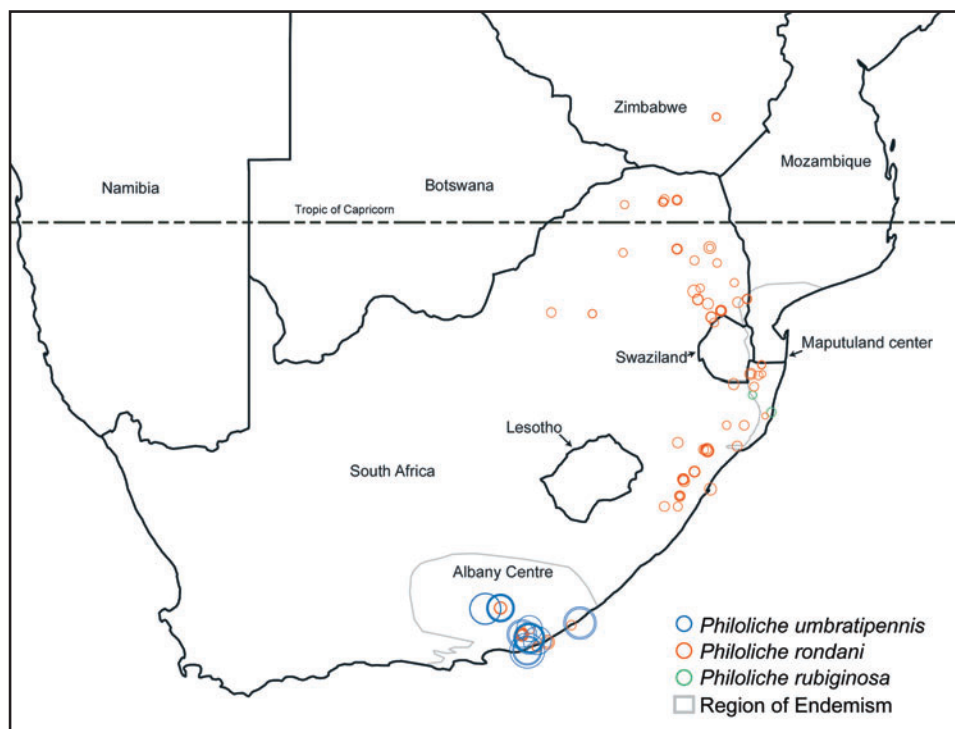 Zimbabwe
Mozambique
Namibia
Botswana
Tropic of Capricorn
Swaziland
Maputuland center
Lesotho
South Africa
Albany Centre
Philoliche umbratipennis
Philoliche rondani
Philoliche rubiginosa
Region of Endemism